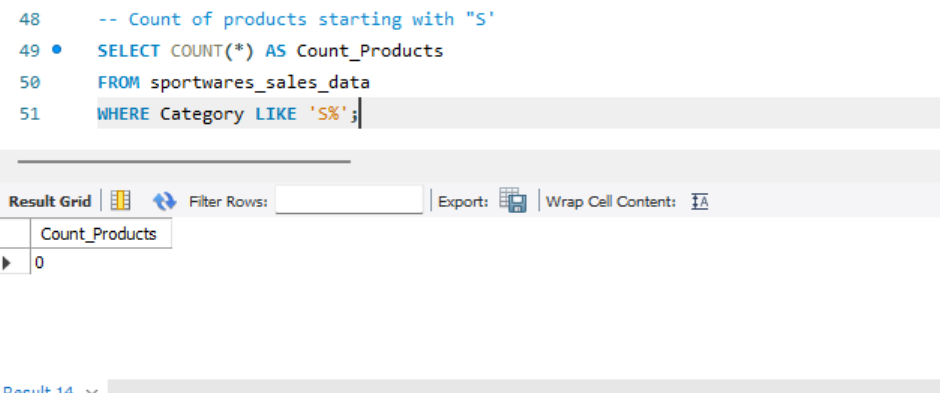 48 -- Count of products starting with "S'
49 SELECT COUNT(*) AS Count_Products
50 FROM sportwares_sales_data
51 WHERE Category LIKE 'S%';
Result Grid Filter Rows: Export: Wrap Cell Content: IA
Count_Products
0
Result 14